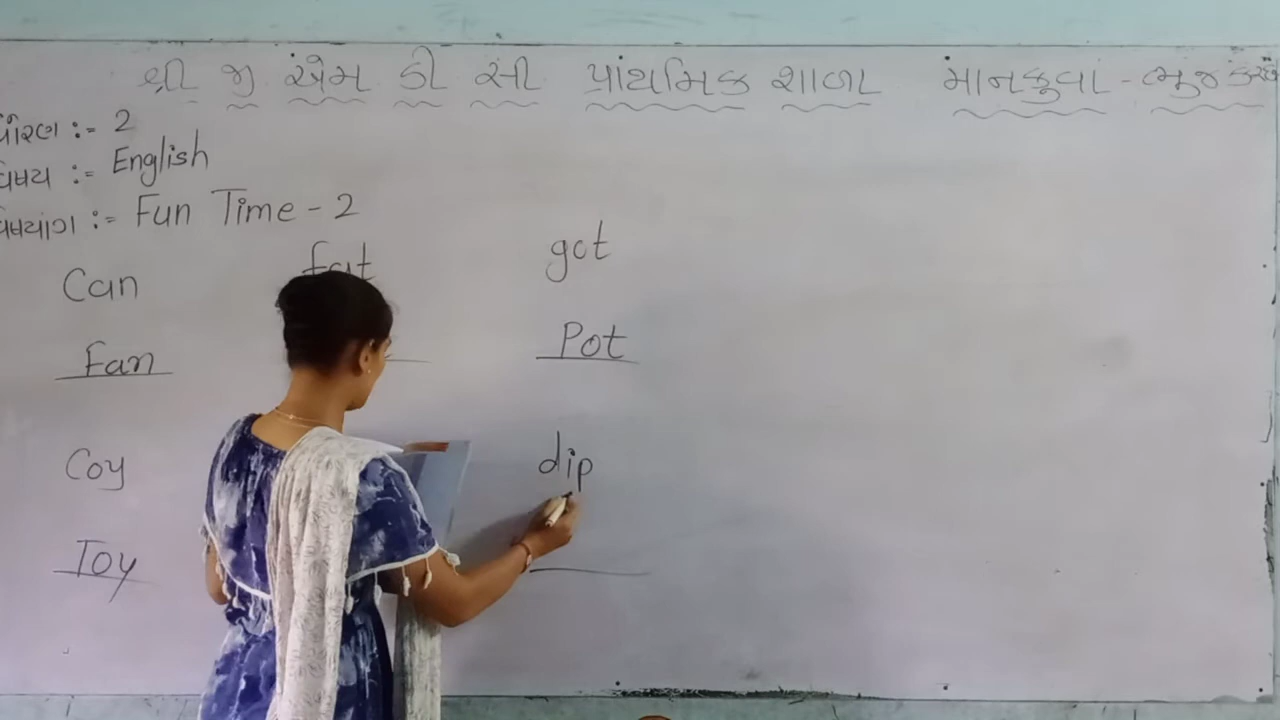 શ્રી જી એમ ડી સી પ્રાથમિક શાળા માનકુવા - ભુજ કચ્છ
ધોરણ :- 2
વિષય :- English
વિષયાંગ :- Fun Time - 2
Can fat got
Fan Pot
Coy dip
Toy